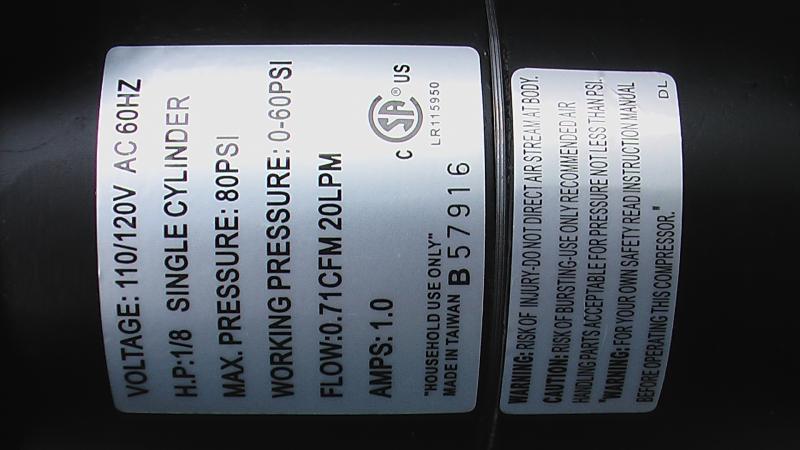 VOLTAGE: 110/120V AC 60HZ
H.P:1/8 SINGLE CYLINDER
MAX. PRESSURE: 80PSI
WORKING PRESSURE: 0-60PSI
FLOW:0.71CFM 20LPM
AMPS: 1.0
C SA® US
LR115950
"HOUSEHOLD USE ONLY"
MADE IN TAIWAN B 57916
WARNING: RISK OF INJURY-DO NOT DIRECT AIR STREAM AT BODY.
CAUTION: RISK OF BURSTING-USE ONLY RECOMMENDED AIR
HANDLING PARTS ACCEPTABLE FOR PRESSURE NOT LESS THAN PSI.
"WARNING: FOR YOUR OWN SAFETY READ INSTRUCTION MANUAL
BEFORE OPERATING THIS COMPRESSOR."
DL